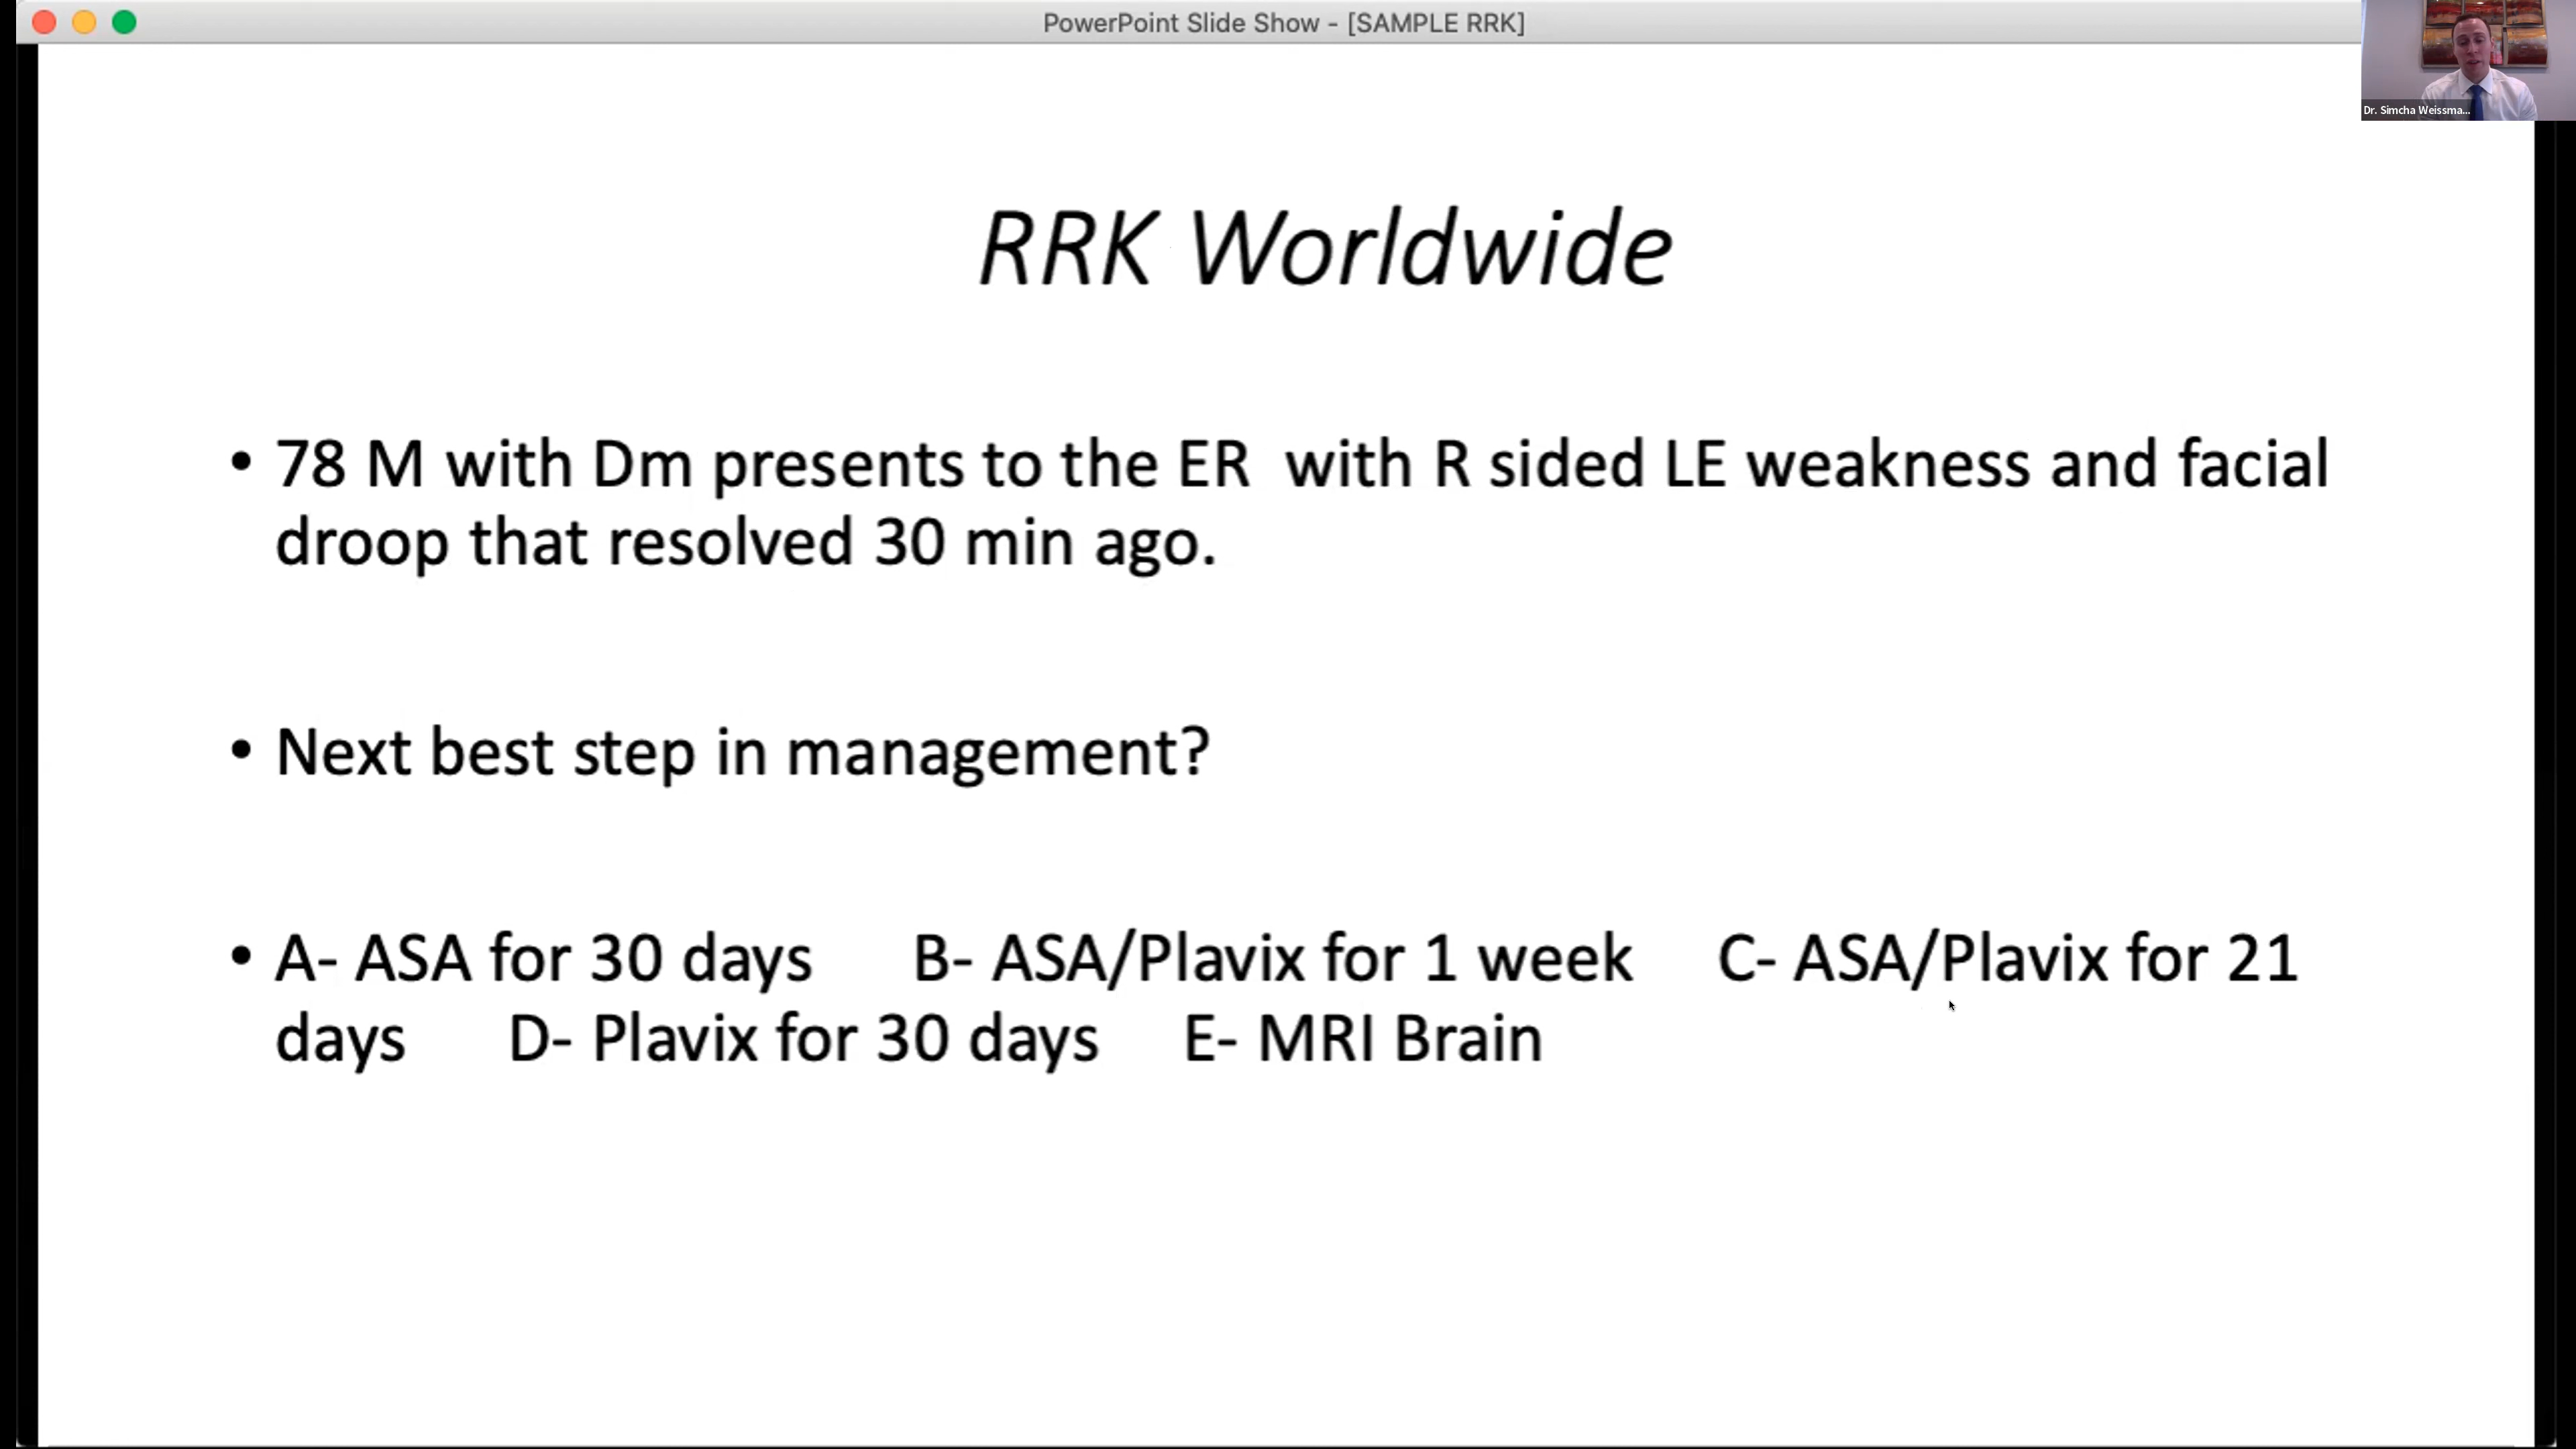 PowerPoint Slide Show - [SAMPLE RRK]
Dr. Simcha Weissma...
RRK Worldwide
• 78 M with Dm presents to the ER with R sided LE weakness and facial
droop that resolved 30 min ago.
• Next best step in management?
• A- ASA for 30 days B- ASA/Plavix for 1 week C- ASA/Plavix for 21
days D- Plavix for 30 days E- MRI Brain